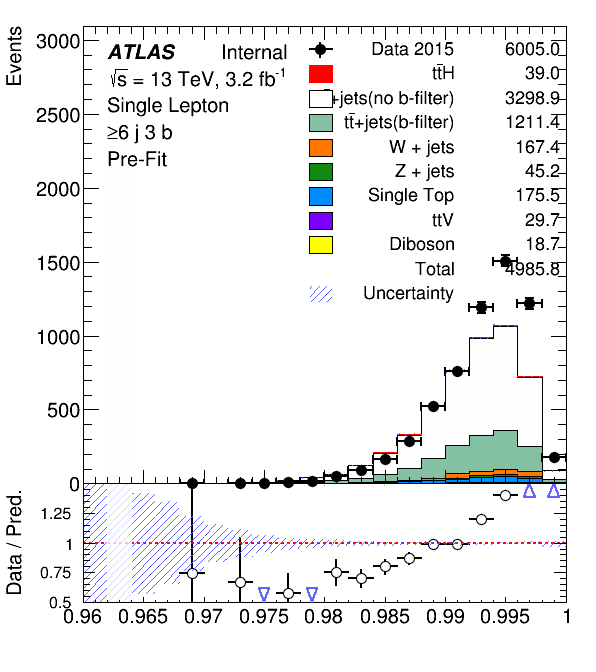 Events
3000
2500
2000
1500
1000
500
0
ATLAS Internal
√s = 13 TeV, 3.2 fb-1
Single Lepton
≥6 j 3 b
Pre-Fit
Data 2015 6005.0
tt̄H 39.0
+jets(no b-filter) 3298.9
tt̄+jets(b-filter) 1211.4
W + jets 167.4
Z + jets 45.2
Single Top 175.5
ttV 29.7
Diboson 18.7
Total 4985.8
Uncertainty
Data / Pred.
1.25
1
0.75
0.5
0.96 0.965 0.97 0.975 0.98 0.985 0.99 0.995 1